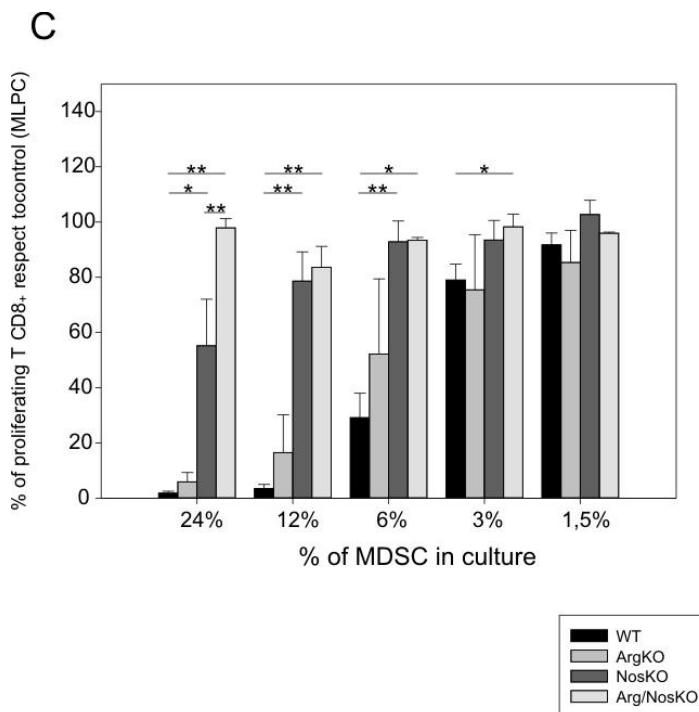 C
% of proliferating T CD8+ respect tocontrol (MLPC)
140
120
100
80
60
40
20
0
** ** * *
* ** **
**
24% 12% 6% 3% 1,5%
% of MDSC in culture
WT
ArgKO
NosKO
Arg/NosKO